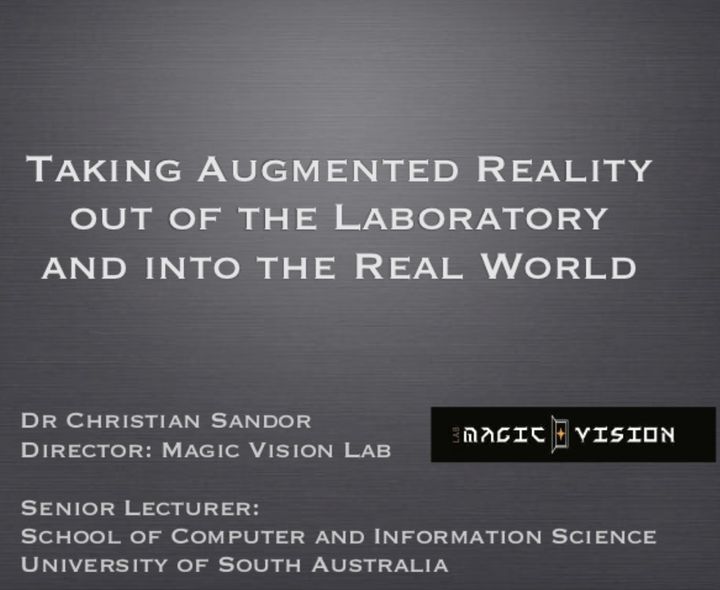 Taking Augmented Reality
out of the Laboratory
and into the Real World
Dr Christian Sandor
Director: Magic Vision Lab
LAB MAGIC VISION
Senior Lecturer:
School of Computer and Information Science
University of South Australia